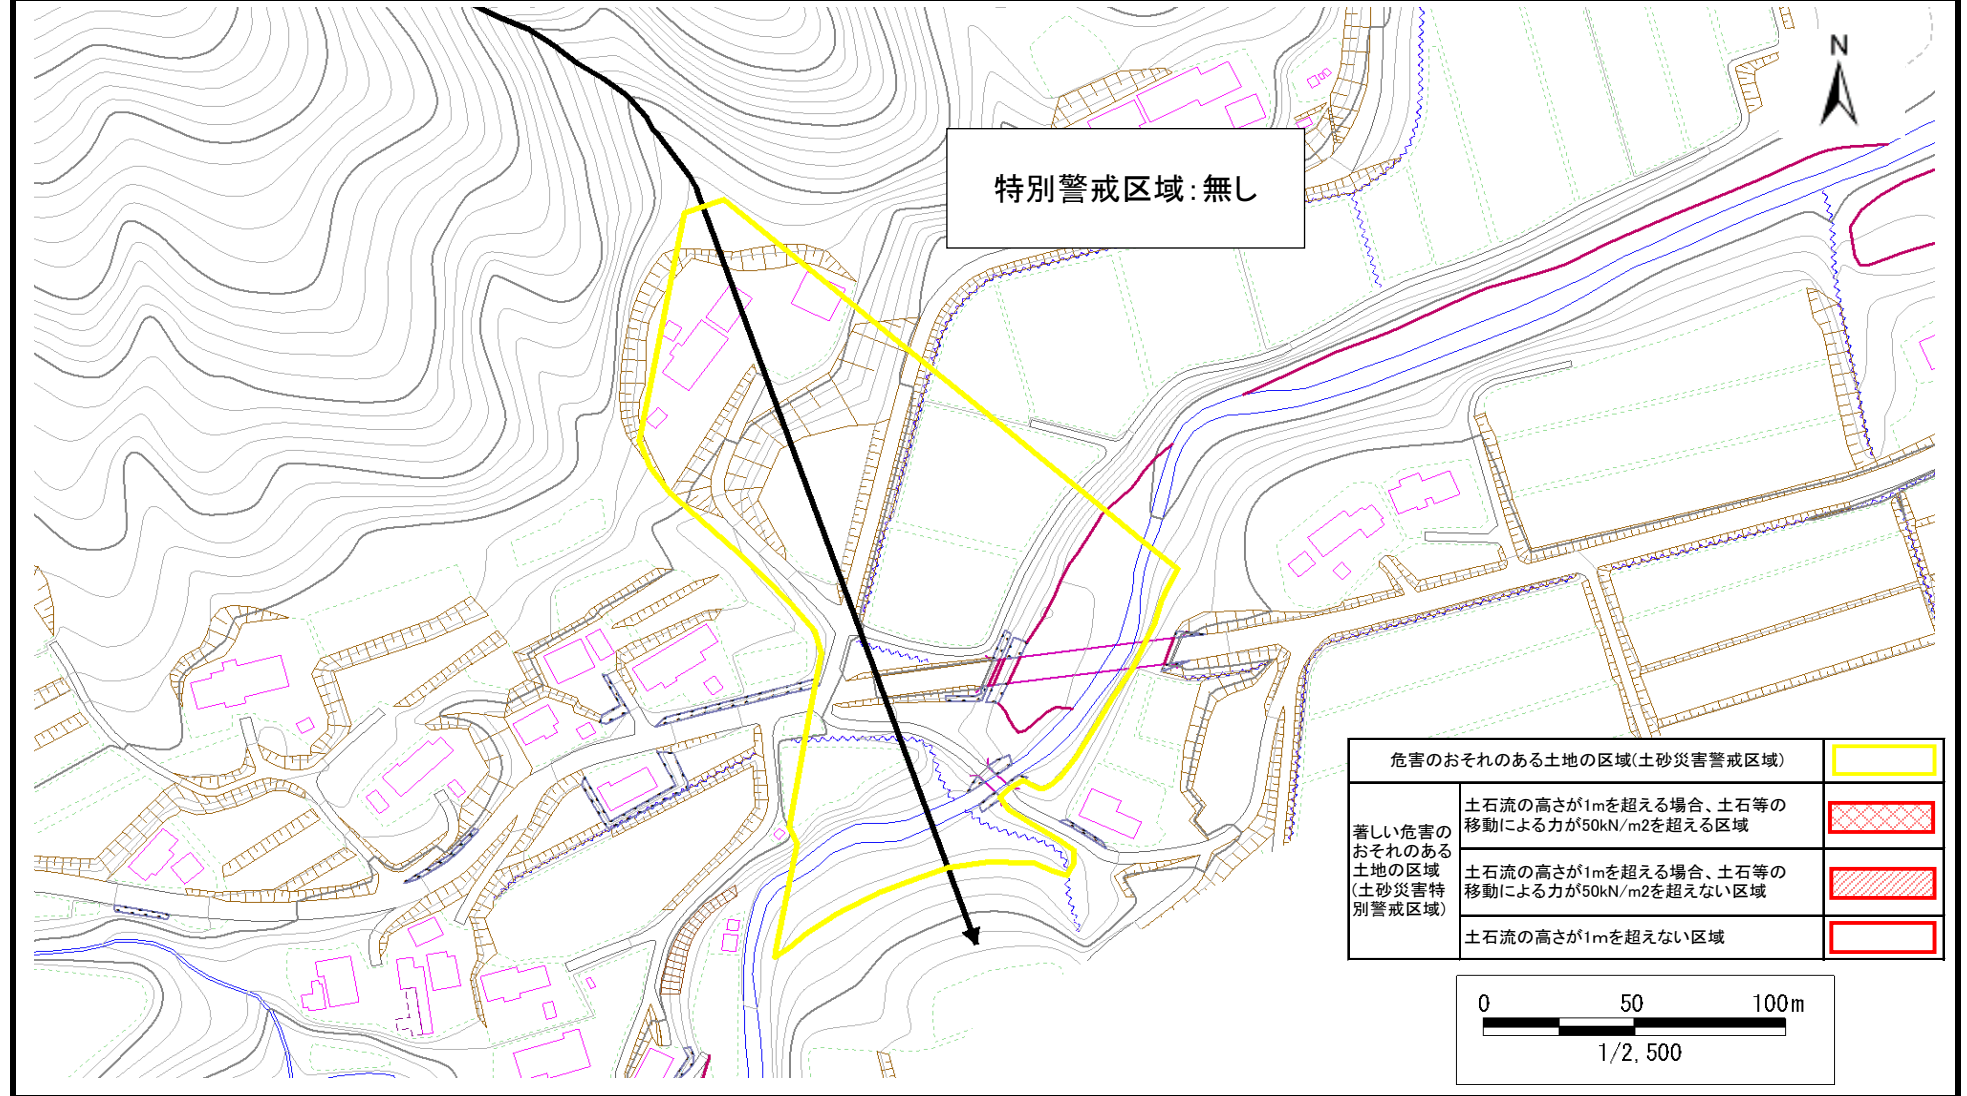 N
特別警戒区域：無し
危害のおそれのある土地の区域(土砂災害警戒区域)
著しい危害の
おそれのある
土地の区域
(土砂災害特
別警戒区域)
土石流の高さが1mを超える場合、土石等の
移動による力が50kN/m2を超える区域
土石流の高さが1mを超える場合、土石等の
移動による力が50kN/m2を超えない区域
土石流の高さが1mを超えない区域
0 50 100m
1/2,500